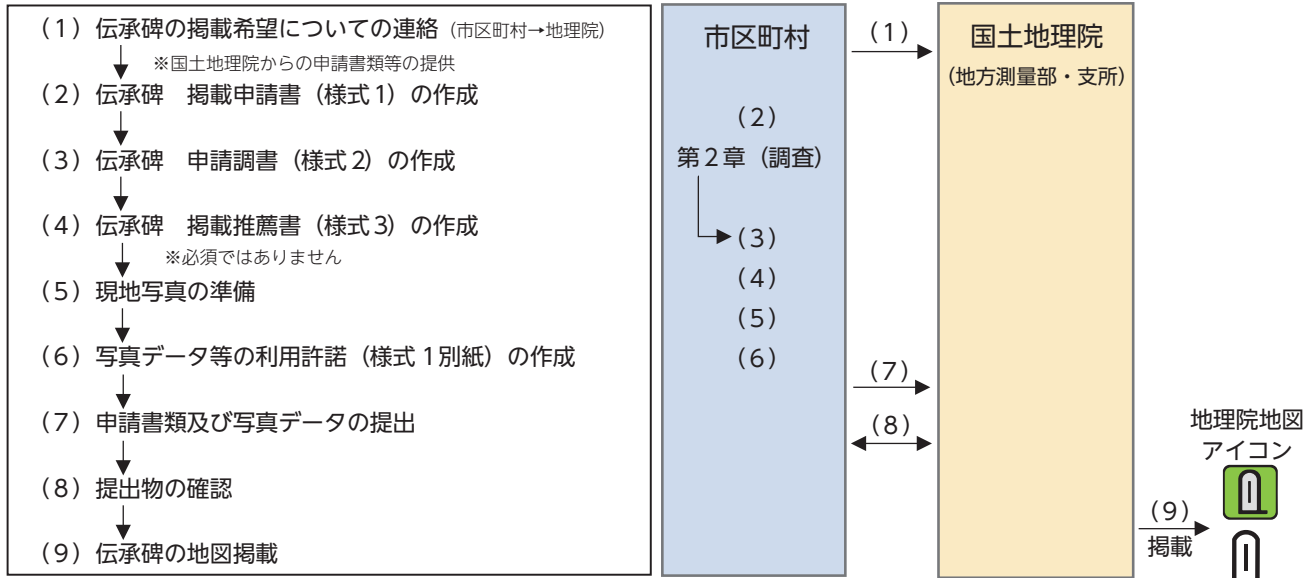 (1)伝承碑の掲載希望についての連絡(市区町村→地理院)
※国土地理院からの申請書類等の提供
(2)伝承碑 掲載申請書(様式1)の作成
(3)伝承碑 申請調書(様式2)の作成
(4)伝承碑 掲載推薦書(様式3)の作成
※必須ではありません
(5)現地写真の準備
(6)写真データ等の利用許諾(様式1別紙)の作成
(7)申請書類及び写真データの提出
(8)提出物の確認
(9)伝承碑の地図掲載
市区町村
(2)
第2章(調査)
(3)
(4)
(5)
(6)
(1)
(7)
(8)
国土地理院
(地方測量部・支所)
(9)
掲載
地理院地図
アイコン